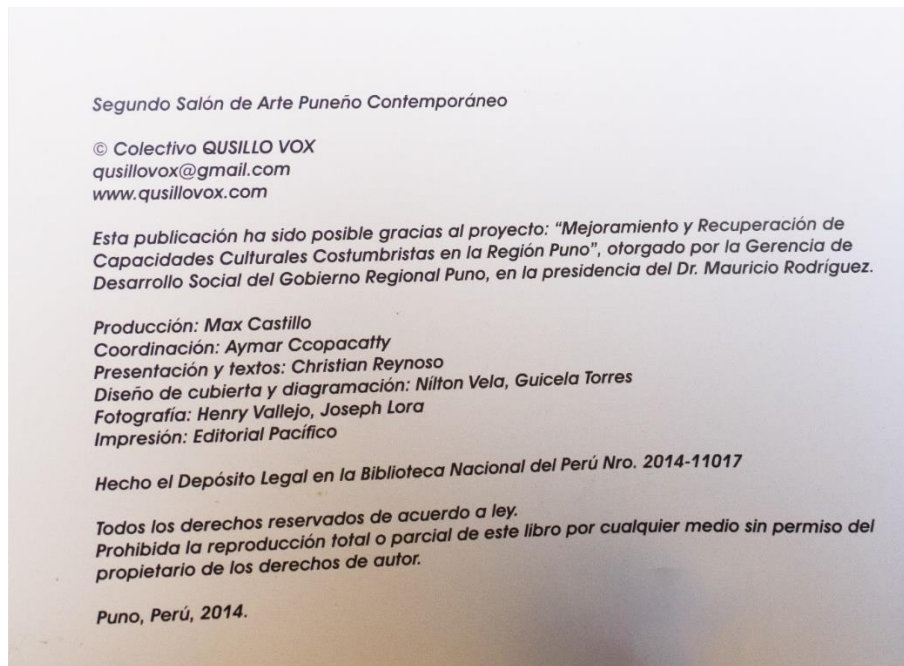 Segundo Salón de Arte Puneño Contemporáneo
© Colectivo QUSILLO VOX
qusillovox@gmail.com
www.qusillovox.com
Esta publicación ha sido posible gracias al proyecto: “Mejoramiento y Recuperación de
Capacidades Culturales Costumbristas en la Región Puno”, otorgado por la Gerencia de
Desarrollo Social del Gobierno Regional Puno, en la presidencia del Dr. Mauricio Rodríguez.
Producción: Max Castillo
Coordinación: Aymar Ccopacatty
Presentación y textos: Christian Reynoso
Diseño de cubierta y diagramación: Nílton Vela, Guicela Torres
Fotografía: Henry Vallejo, Joseph Lora
Impresión: Editorial Pacífico
Hecho el Depósito Legal en la Biblioteca Nacional del Perú Nro. 2014-11017
Todos los derechos reservados de acuerdo a ley.
Prohibida la reproducción total o parcial de este libro por cualquier medio sin permiso del
propietario de los derechos de autor.
Puno, Perú, 2014.